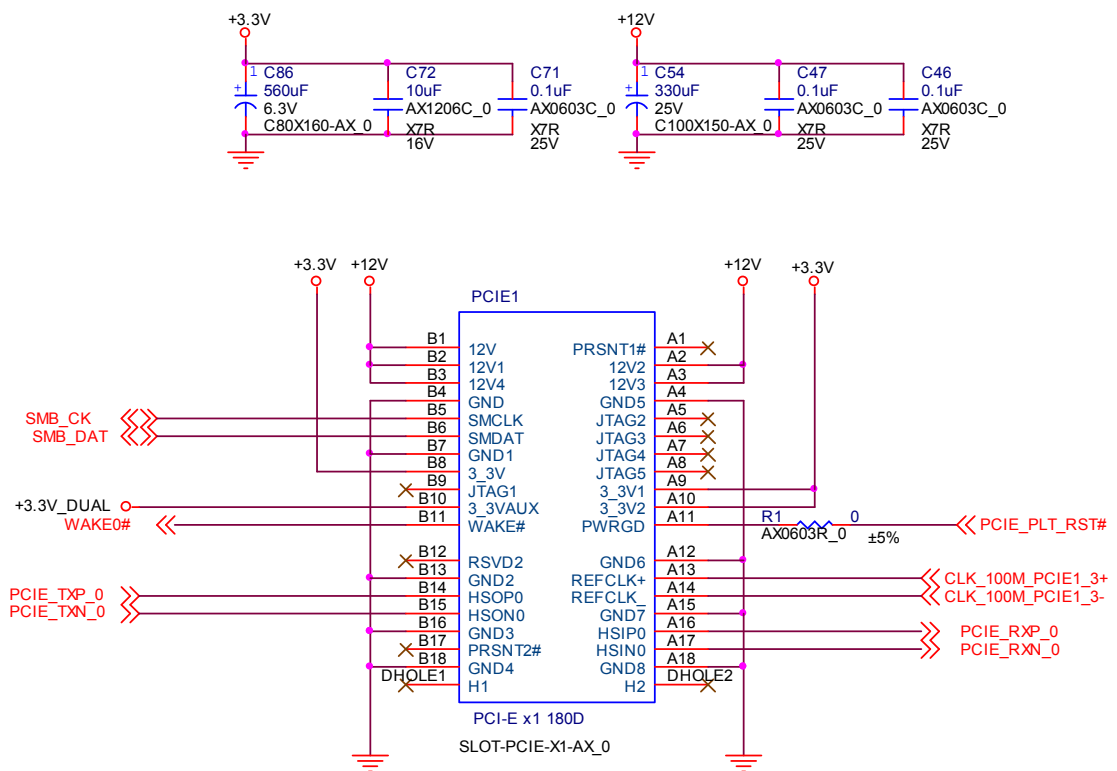 +3.3V
+12V
1 C86
560uF
6.3V
C80X160-AX_0
+
C72
10uF
AX1206C_0
X7R
16V
C71
0.1uF
AX0603C_0
X7R
25V
1 C54
330uF
25V
C100X150-AX_0
+
C47
0.1uF
AX0603C_0
X7R
25V
C46
0.1uF
AX0603C_0
X7R
25V
+3.3V +12V
+12V +3.3V
PCIE1
B1 12V PRSNT1# A1
B2 12V1 12V2 A2
B3 12V4 12V3 A3
B4 GND GND5 A4
SMB_CK B5 SMCLK JTAG2 A5
SMB_DAT B6 SMDAT JTAG3 A6
B7 GND1 JTAG4 A7
B8 3_3V JTAG5 A8
B9 JTAG1 3_3V1 A9
+3.3V_DUAL B10 3_3VAUX 3_3V2 A10
WAKE0# B11 WAKE# PWRGD A11 R1 0 PCIE_PLT_RST#
AX0603R_0 ±5%
B12 RSVD2 GND6 A12
B13 GND2 REFCLK+ A13 CLK_100M_PCIE1_3+
PCIE_TXP_0 B14 HSOP0 REFCLK_ A14 CLK_100M_PCIE1_3-
PCIE_TXN_0 B15 HSON0 GND7 A15
B16 GND3 HSIP0 A16 PCIE_RXP_0
B17 PRSNT2# HSIN0 A17 PCIE_RXN_0
B18 GND4 GND8 A18
DHOLE1 H1 H2 DHOLE2
PCI-E x1 180D
SLOT-PCIE-X1-AX_0